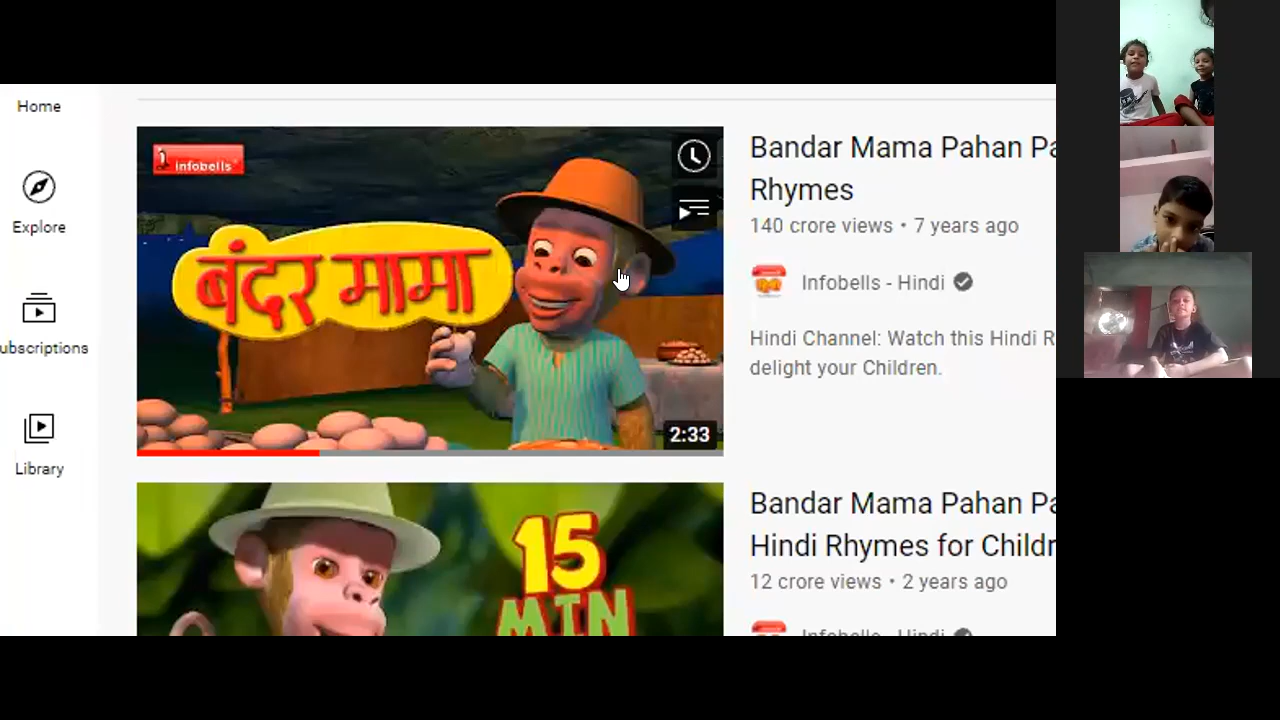 Home
Explore
ubscriptions
Library
infobells
बंदर मामा
2:33
Bandar Mama Pahan Pa
Rhymes
140 crore views • 7 years ago
Infobells - Hindi
Hindi Channel: Watch this Hindi R
delight your Children.
15
MIN
Bandar Mama Pahan Pa
Hindi Rhymes for Childr
12 crore views • 2 years ago
Infobells - Hindi